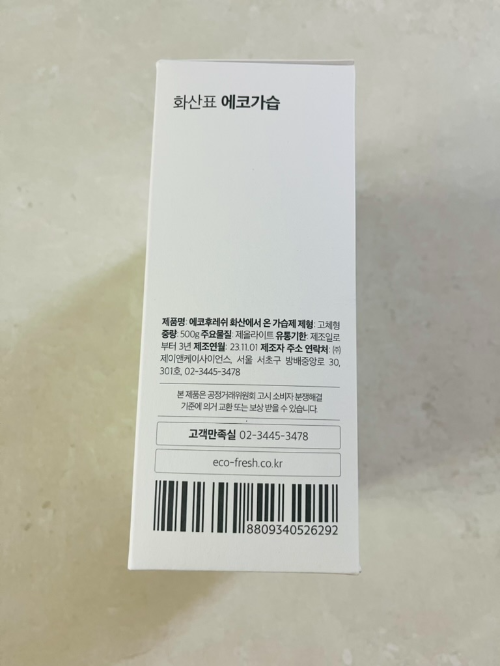 화산표 에코가습
제품명: 에코후레쉬 화산에서 온 가습제 제형: 고체형
중량: 500g 주요물질: 제올라이트 유통기한: 제조일로
부터 3년 제조연월: 23.11.01 제조자 주소 연락처: ㈜
제이앤케이사이언스, 서울 서초구 방배중앙로 30,
301호, 02-3445-3478
본 제품은 공정거래위원회 고시 소비자 분쟁해결
기준에 의거 교환 또는 보상 받을 수 있습니다.
고객만족실 02-3445-3478
eco-fresh.co.kr
8809340526292